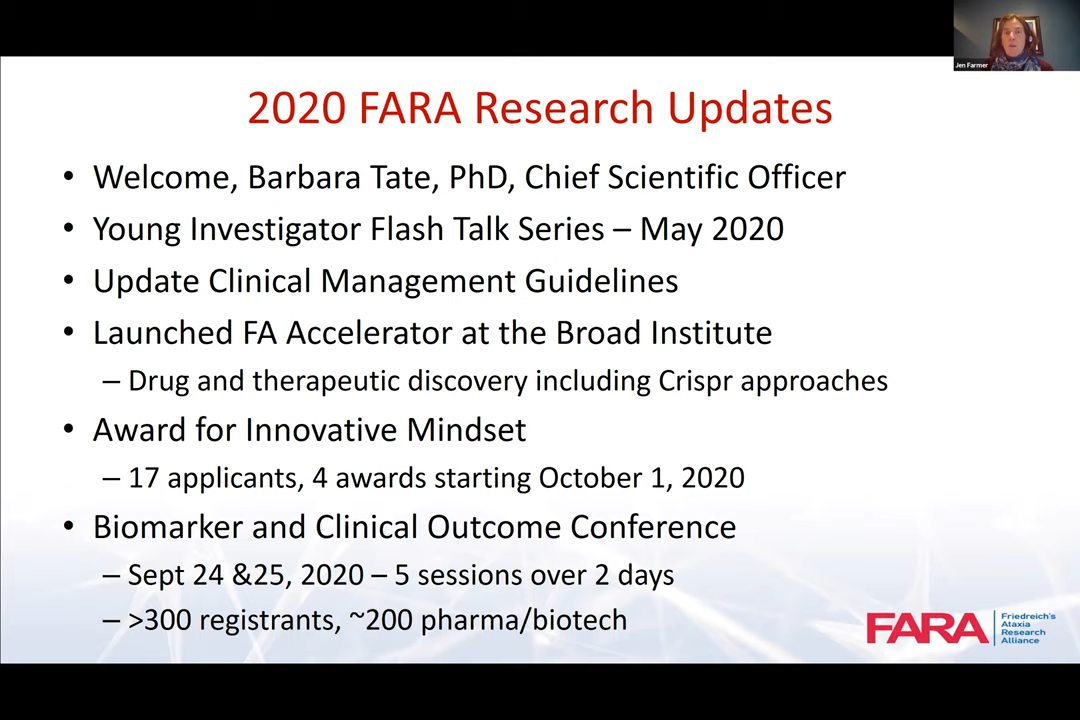 Jen Farmer
2020 FARA Research Updates
• Welcome, Barbara Tate, PhD, Chief Scientific Officer
• Young Investigator Flash Talk Series – May 2020
• Update Clinical Management Guidelines
• Launched FA Accelerator at the Broad Institute
– Drug and therapeutic discovery including Crispr approaches
• Award for Innovative Mindset
– 17 applicants, 4 awards starting October 1, 2020
• Biomarker and Clinical Outcome Conference
– Sept 24 &25, 2020 – 5 sessions over 2 days
– >300 registrants, ~200 pharma/biotech
FARA
Friedreich's
Ataxia
Research
Alliance